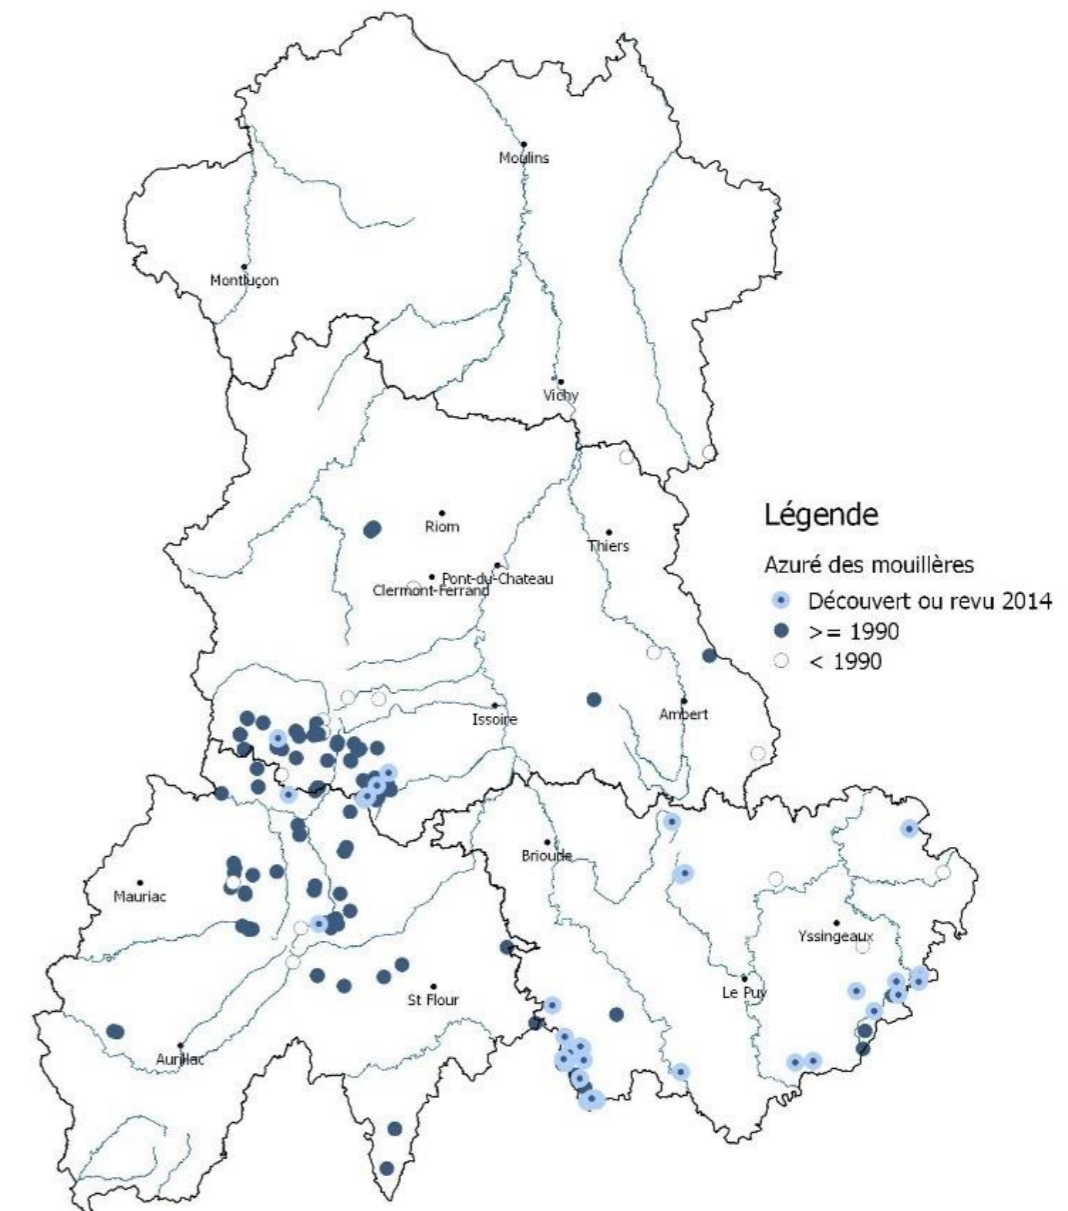 Moulins
Montluçon
Vichy
Riom
Thiers
Pont-du-Chateau
Clermont-Ferrand
Légende
Azuré des mouillères
Découvert ou revu 2014
>= 1990
< 1990
Issoire
Ambert
Brioude
Mauriac
Yssingeaux
Le Puy
St Flour
Aurillac